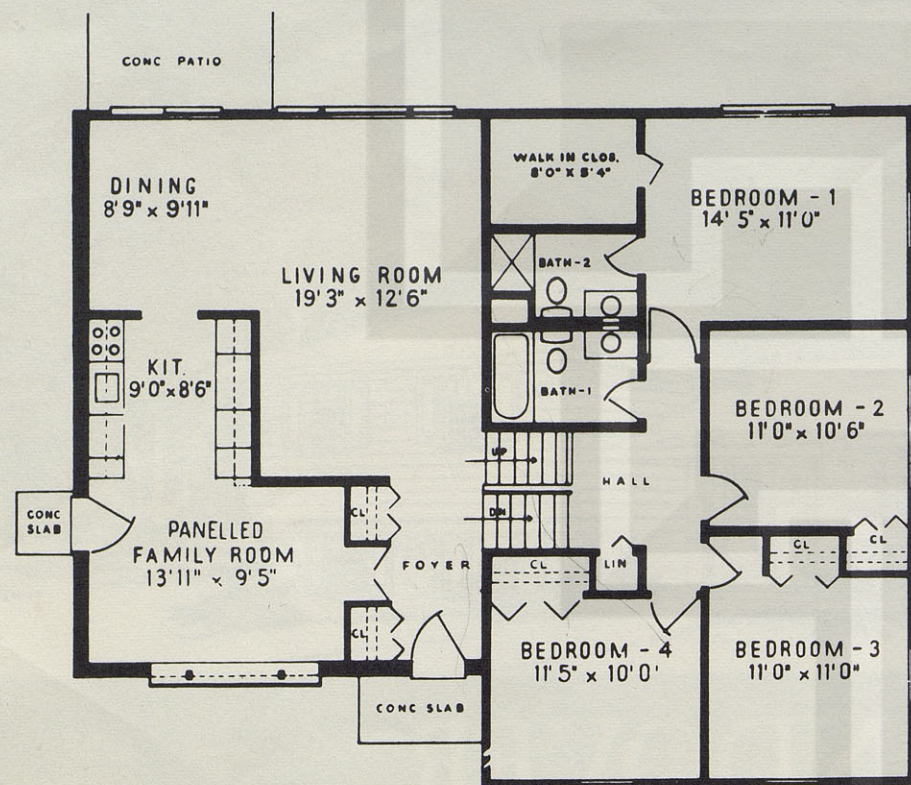 CONC PATIO
DINING
8'9" x 9'11"
WALK IN CLOS.
8'0" X 5'4"
BEDROOM - 1
14' 5" x 11'0"
BATH-2
LIVING ROOM
19'3" x 12'6"
KIT.
9'0"x8'6"
BATH-1
BEDROOM - 2
11'0" x 10'6"
UP
HALL
CONC
SLAB
CL
DN
PANELLED
FAMILY ROOM
13'11" x 9'5"
FOYER
CL
LIN
CL
CL
CL
BEDROOM - 4
11'5" x 10'0'
BEDROOM - 3
11'0" x 11'0"
CONC SLAB